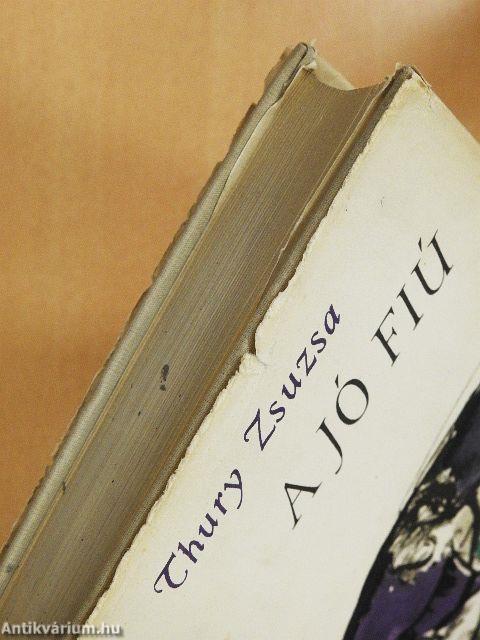 Thury Zsuzsa
A JÓ FIÚ
Antikvárium.hu